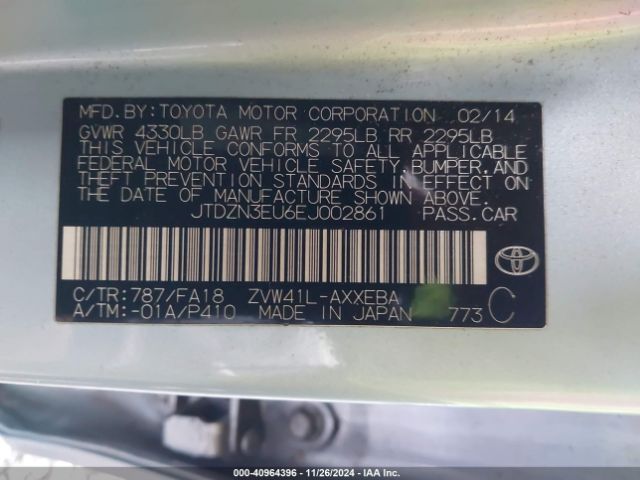 MFD.BY:TOYOTA MOTOR CORPORATION 02/14
GVWR 4330LB GAWR FR 2295LB RR 2295LB
THIS VEHICLE CONFORMS TO ALL APPLICABLE
FEDERAL MOTOR VEHICLE SAFETY,BUMPER,AND
THEFT PREVENTION STANDARDS IN EFFECT ON
THE DATE OF MANUFACTURE SHOWN ABOVE.
JTDZN3EU6EJ002861 PASS.CAR
C/TR:787/FA18 ZVW41L-AXXEBA C
A/TM:-01A/P410 MADE IN JAPAN 773
000-40964396 - 11/26/2024 - IAA Inc.